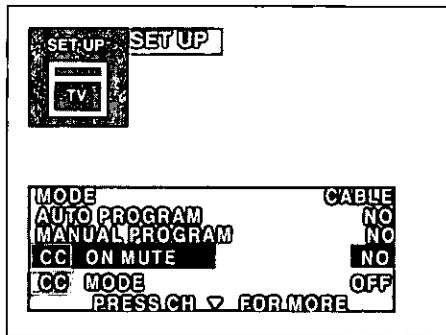 SET UP SET UP
TV
MODE CABLE
AUTO PROGRAM NO
MANUAL PROGRAM NO
CC ON MUTE NO
CC MODE OFF
PRESS CH ▽ FOR MORE